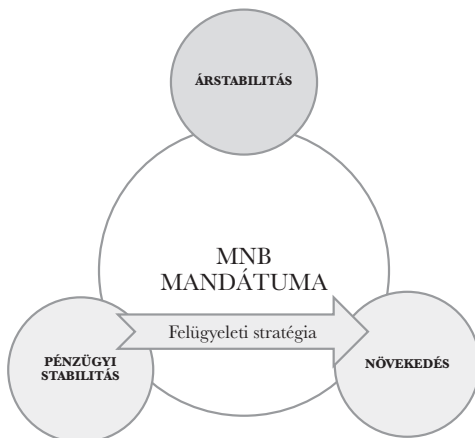 ÁRSTABILITÁS
MNB
MANDÁTUMA
Felügyeleti stratégia
PÉNZÜGYI
STABILITÁS
NÖVEKEDÉS